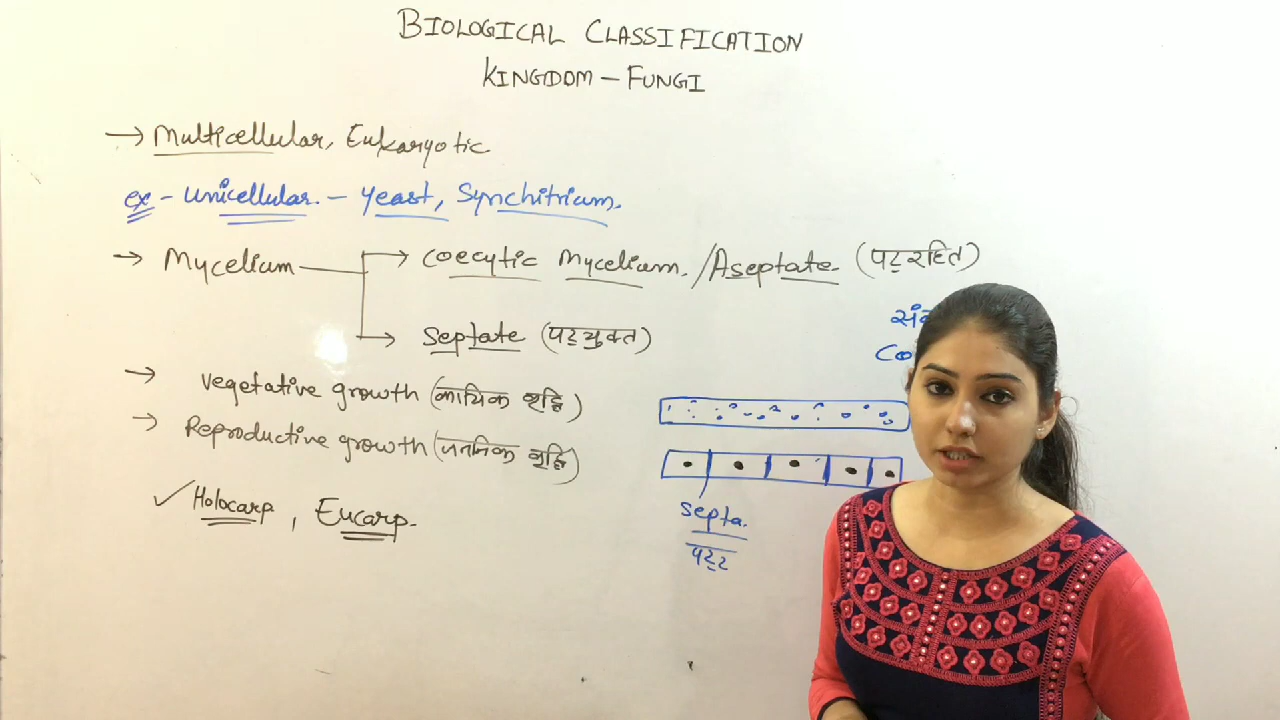 BIOLOGICAL CLASSIFICATION
KINGDOM – FUNGI
→ Multicellular, Eukaryotic
ex - Unicellular. – Yeast, Synchitrium.
→ Mycelium → Coecytic Mycelium. / Aseptate (पट्रहित)
→ Septate (पट्युक्त)
→ Vegetative growth (कायिक वृद्धि)
→ Reproductive growth (जननिक वृद्धि)
✓ Holocarp, Eucarp.
Septa.
पट्ट